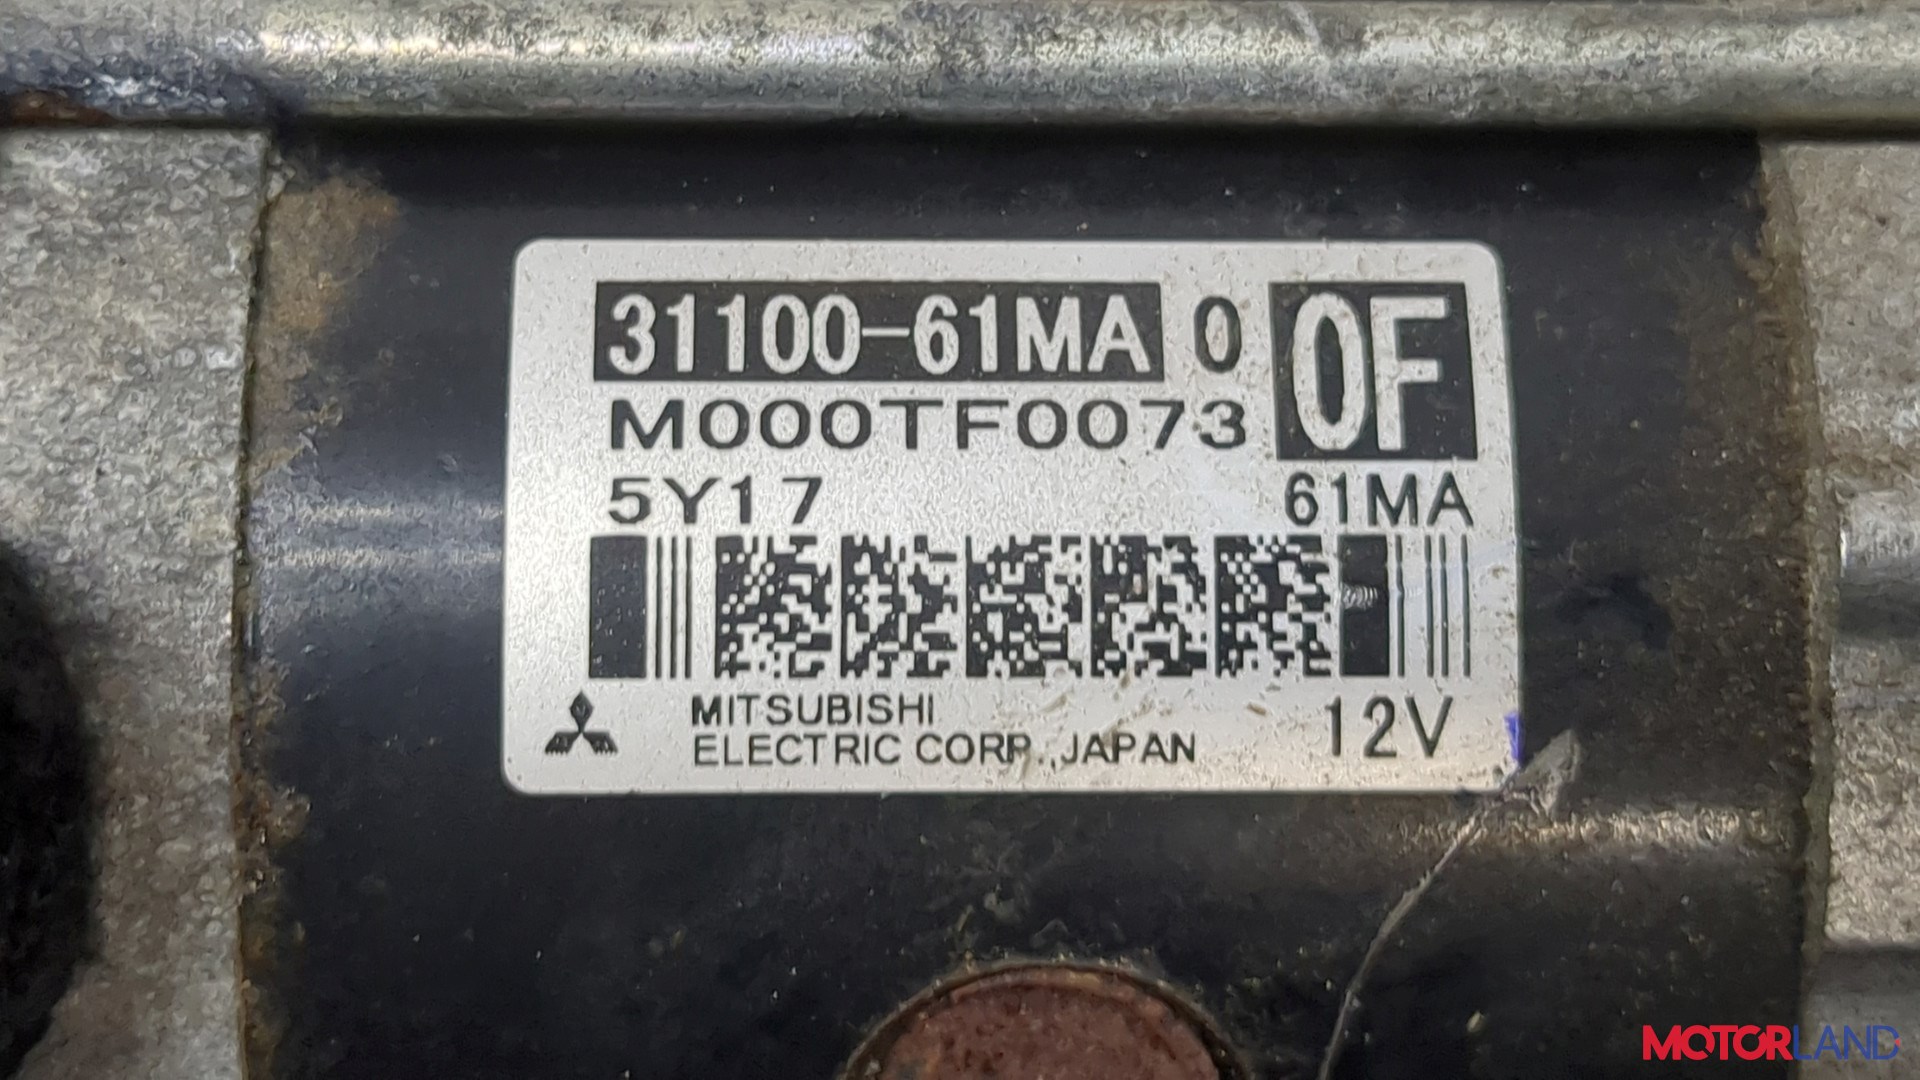 31100-61MA 0 0F
M000TF0073
5Y17 61MA
MITSUBISHI
ELECTRIC CORP.,JAPAN 12V
MOTORLAND